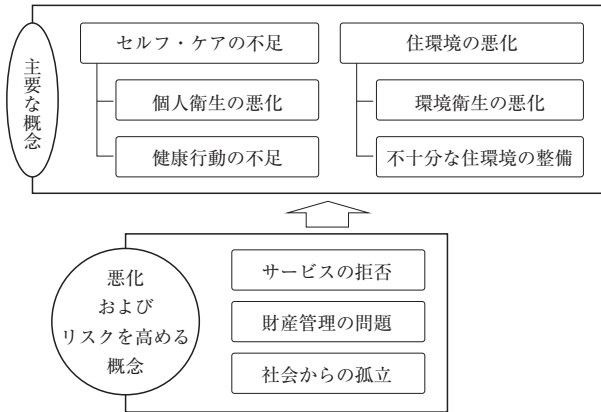 主要な概念
セルフ・ケアの不足
個人衛生の悪化
健康行動の不足
住環境の悪化
環境衛生の悪化
不十分な住環境の整備
悪化
および
リスクを高める
概念
サービスの拒否
財産管理の問題
社会からの孤立